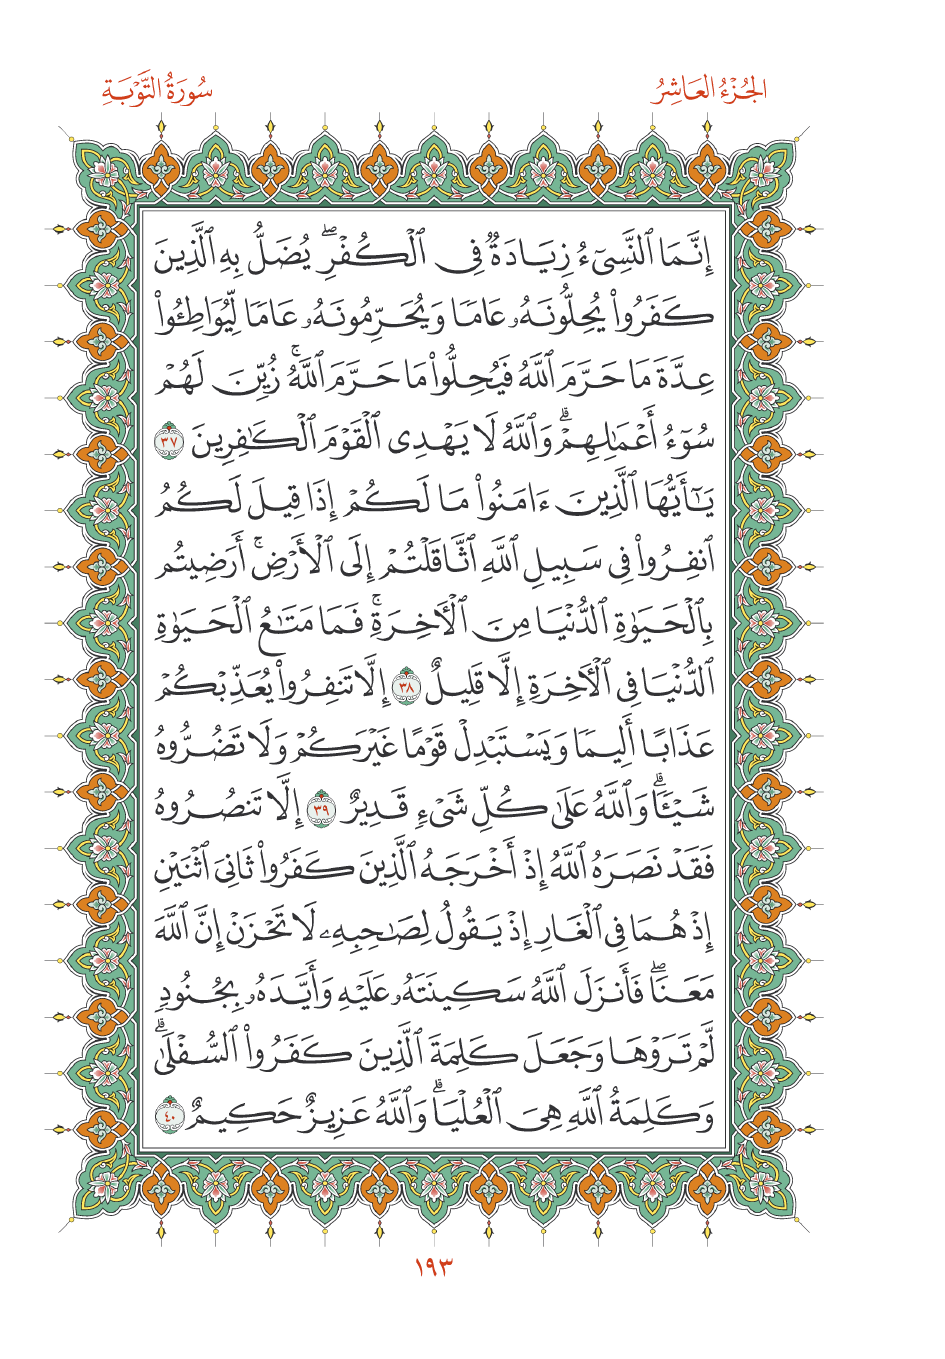 الجُزْءُ العَاشِرُ
سُورَةُ التَّوْبَةِ
إِنَّمَا ٱلنَّسِىٓءُ زِيَادَةٌ فِى ٱلْكُفْرِۖ يُضَلُّ بِهِ ٱلَّذِينَ
كَفَرُوا۟ يُحِلُّونَهُۥ عَامًا وَيُحَرِّمُونَهُۥ عَامًا لِّيُوَاطِـُٔوا۟
عِدَّةَ مَا حَرَّمَ ٱللَّهُ فَيُحِلُّوا۟ مَا حَرَّمَ ٱللَّهُۚ زُيِّنَ لَهُمْ
سُوٓءُ أَعْمَـٰلِهِمْۗ وَٱللَّهُ لَا يَهْدِى ٱلْقَوْمَ ٱلْكَـٰفِرِينَ ٣٧
يَـٰٓأَيُّهَا ٱلَّذِينَ ءَامَنُوا۟ مَا لَكُمْ إِذَا قِيلَ لَكُمُ
ٱنفِرُوا۟ فِى سَبِيلِ ٱللَّهِ ٱثَّاقَلْتُمْ إِلَى ٱلْأَرْضِۚ أَرَضِيتُم
بِٱلْحَيَوٰةِ ٱلدُّنْيَا مِنَ ٱلْـَٔاخِرَةِۚ فَمَا مَتَـٰعُ ٱلْحَيَوٰةِ
ٱلدُّنْيَا فِى ٱلْـَٔاخِرَةِ إِلَّا قَلِيلٌ ٣٨ إِلَّا تَنفِرُوا۟ يُعَذِّبْكُمْ
عَذَابًا أَلِيمًا وَيَسْتَبْدِلْ قَوْمًا غَيْرَكُمْ وَلَا تَضُرُّوهُ
شَيْـًٔاۗ وَٱللَّهُ عَلَىٰ كُلِّ شَىْءٍ قَدِيرٌ ٣٩ إِلَّا تَنصُرُوهُ
فَقَدْ نَصَرَهُ ٱللَّهُ إِذْ أَخْرَجَهُ ٱلَّذِينَ كَفَرُوا۟ ثَانِىَ ٱثْنَيْنِ
إِذْ هُمَا فِى ٱلْغَارِ إِذْ يَقُولُ لِصَـٰحِبِهِۦ لَا تَحْزَنْ إِنَّ ٱللَّهَ
مَعَنَاۖ فَأَنزَلَ ٱللَّهُ سَكِينَتَهُۥ عَلَيْهِ وَأَيَّدَهُۥ بِجُنُودٍ
لَّمْ تَرَوْهَا وَجَعَلَ كَلِمَةَ ٱلَّذِينَ كَفَرُوا۟ ٱلسُّفْلَىٰۗ
وَكَلِمَةُ ٱللَّهِ هِىَ ٱلْعُلْيَاۗ وَٱللَّهُ عَزِيزٌ حَكِيمٌ ٤٠
١٩٣